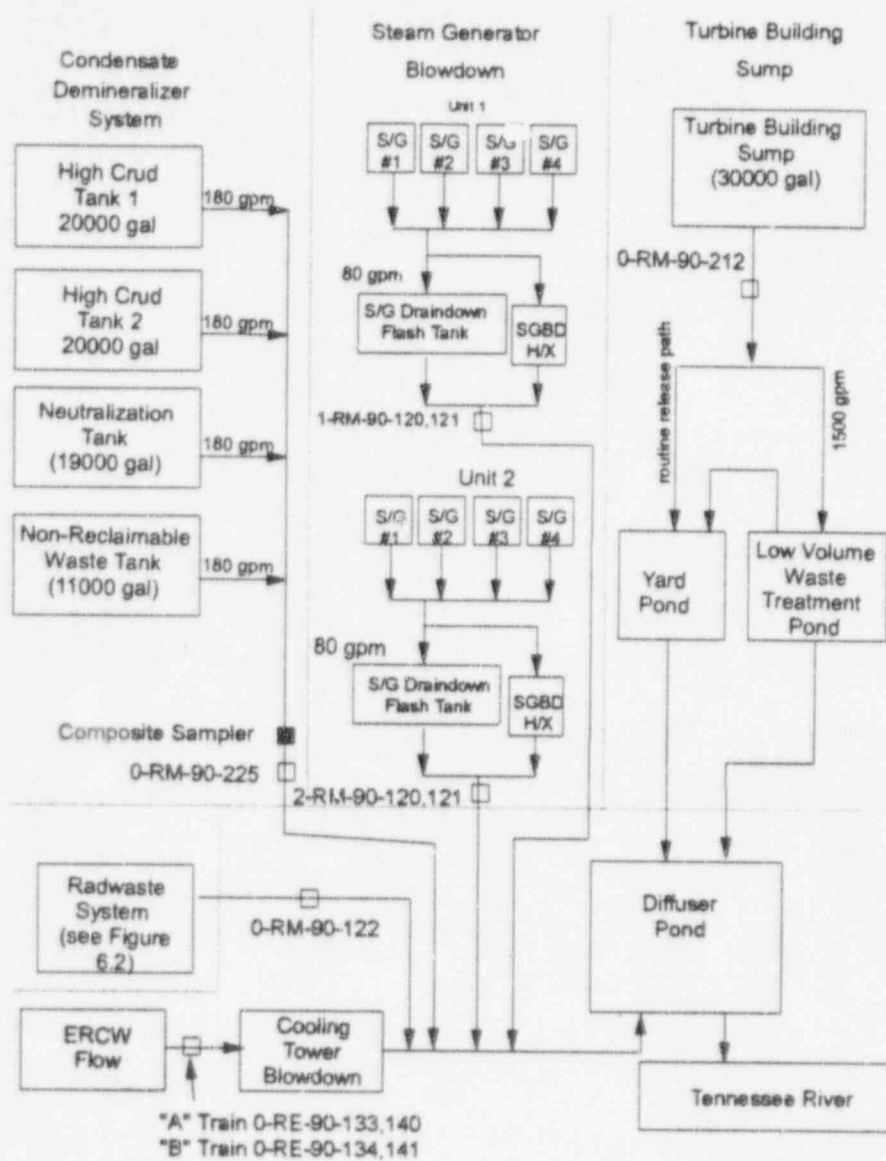 Condensate
Demineralizer
System
High Crud
Tank 1
20000 gal
180 gpm
High Crud
Tank 2
20000 gal
180 gpm
Neutralization
Tank
(19000 gal)
180 gpm
Non-Reclaimable
Waste Tank
(11000 gal)
180 gpm
Composite Sampler
0-RM-90-225
Steam Generator
Blowdown
Unit 1
S/G
#1
S/G
#2
S/G
#3
S/G
#4
80 gpm
S/G Draindown
Flash Tank
SGBD
H/X
1-RM-90-120,121
Unit 2
S/G
#1
S/G
#2
S/G
#3
S/G
#4
80 gpm
S/G Draindown
Flash Tank
SGBD
H/X
2-RM-90-120,121
Turbine Building
Sump
Turbine Building
Sump
(30000 gal)
0-RM-90-212
routine release path
1500 gpm
Yard
Pond
Low Volume
Waste
Treatment
Pond
Radwaste
System
(see Figure
6.2)
0-RM-90-122
Diffuser
Pond
ERCW
Flow
Cooling
Tower
Blowdown
Tennessee River
"A" Train 0-RE-90-133,140
"B" Train 0-RE-90-134,141